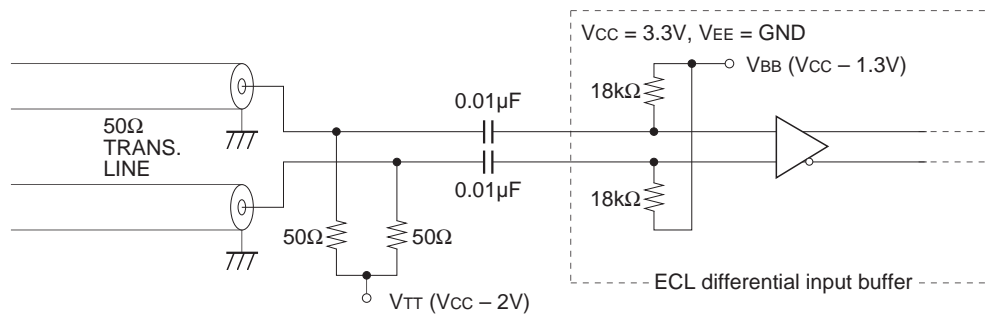 VCC = 3.3V, VEE = GND
VBB (VCC – 1.3V)
18kΩ
0.01µF
50Ω
TRANS.
LINE
0.01µF
18kΩ
50Ω
50Ω
VTT (VCC – 2V)
ECL differential input buffer